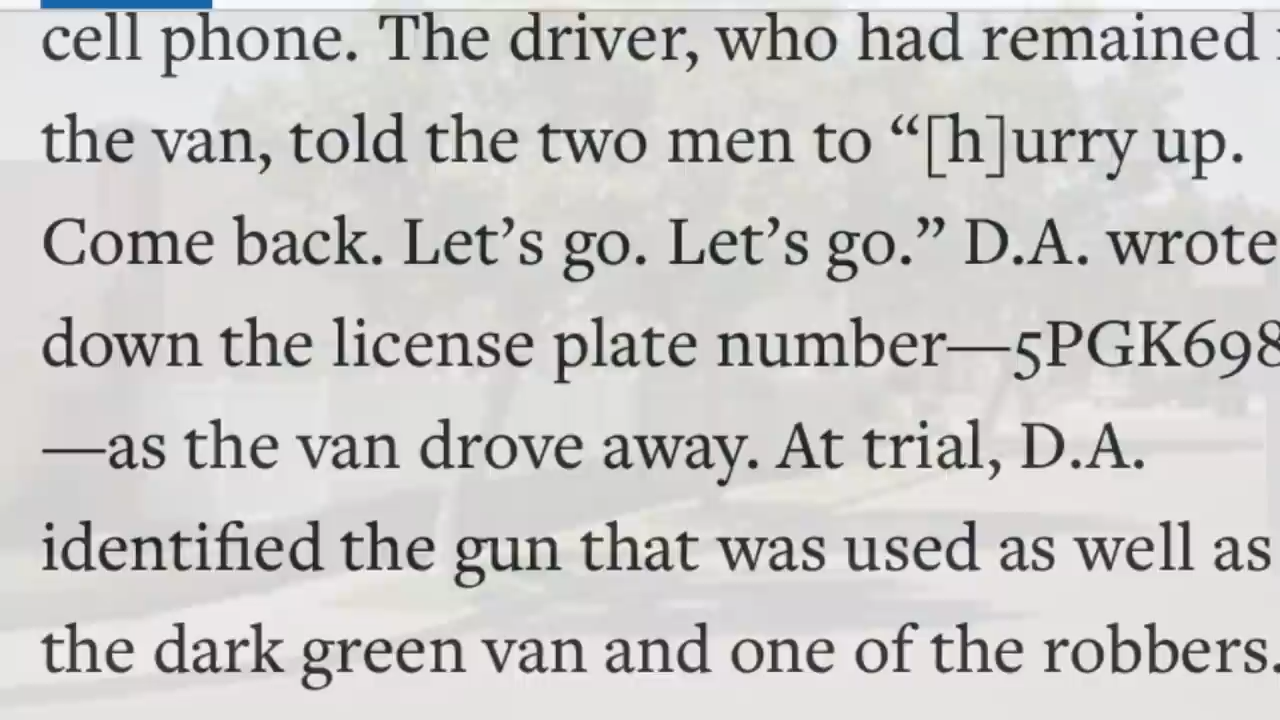 cell phone. The driver, who had remained
the van, told the two men to “[h]urry up.
Come back. Let’s go. Let’s go.” D.A. wrote
down the license plate number—5PGK698
—as the van drove away. At trial, D.A.
identified the gun that was used as well as
the dark green van and one of the robbers.